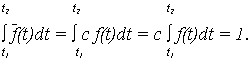 ∫_{t₁}^{t₂} f̄(t)dt = ∫_{t₁}^{t₂} c f(t)dt = c ∫_{t₁}^{t₂} f(t)dt = 1.